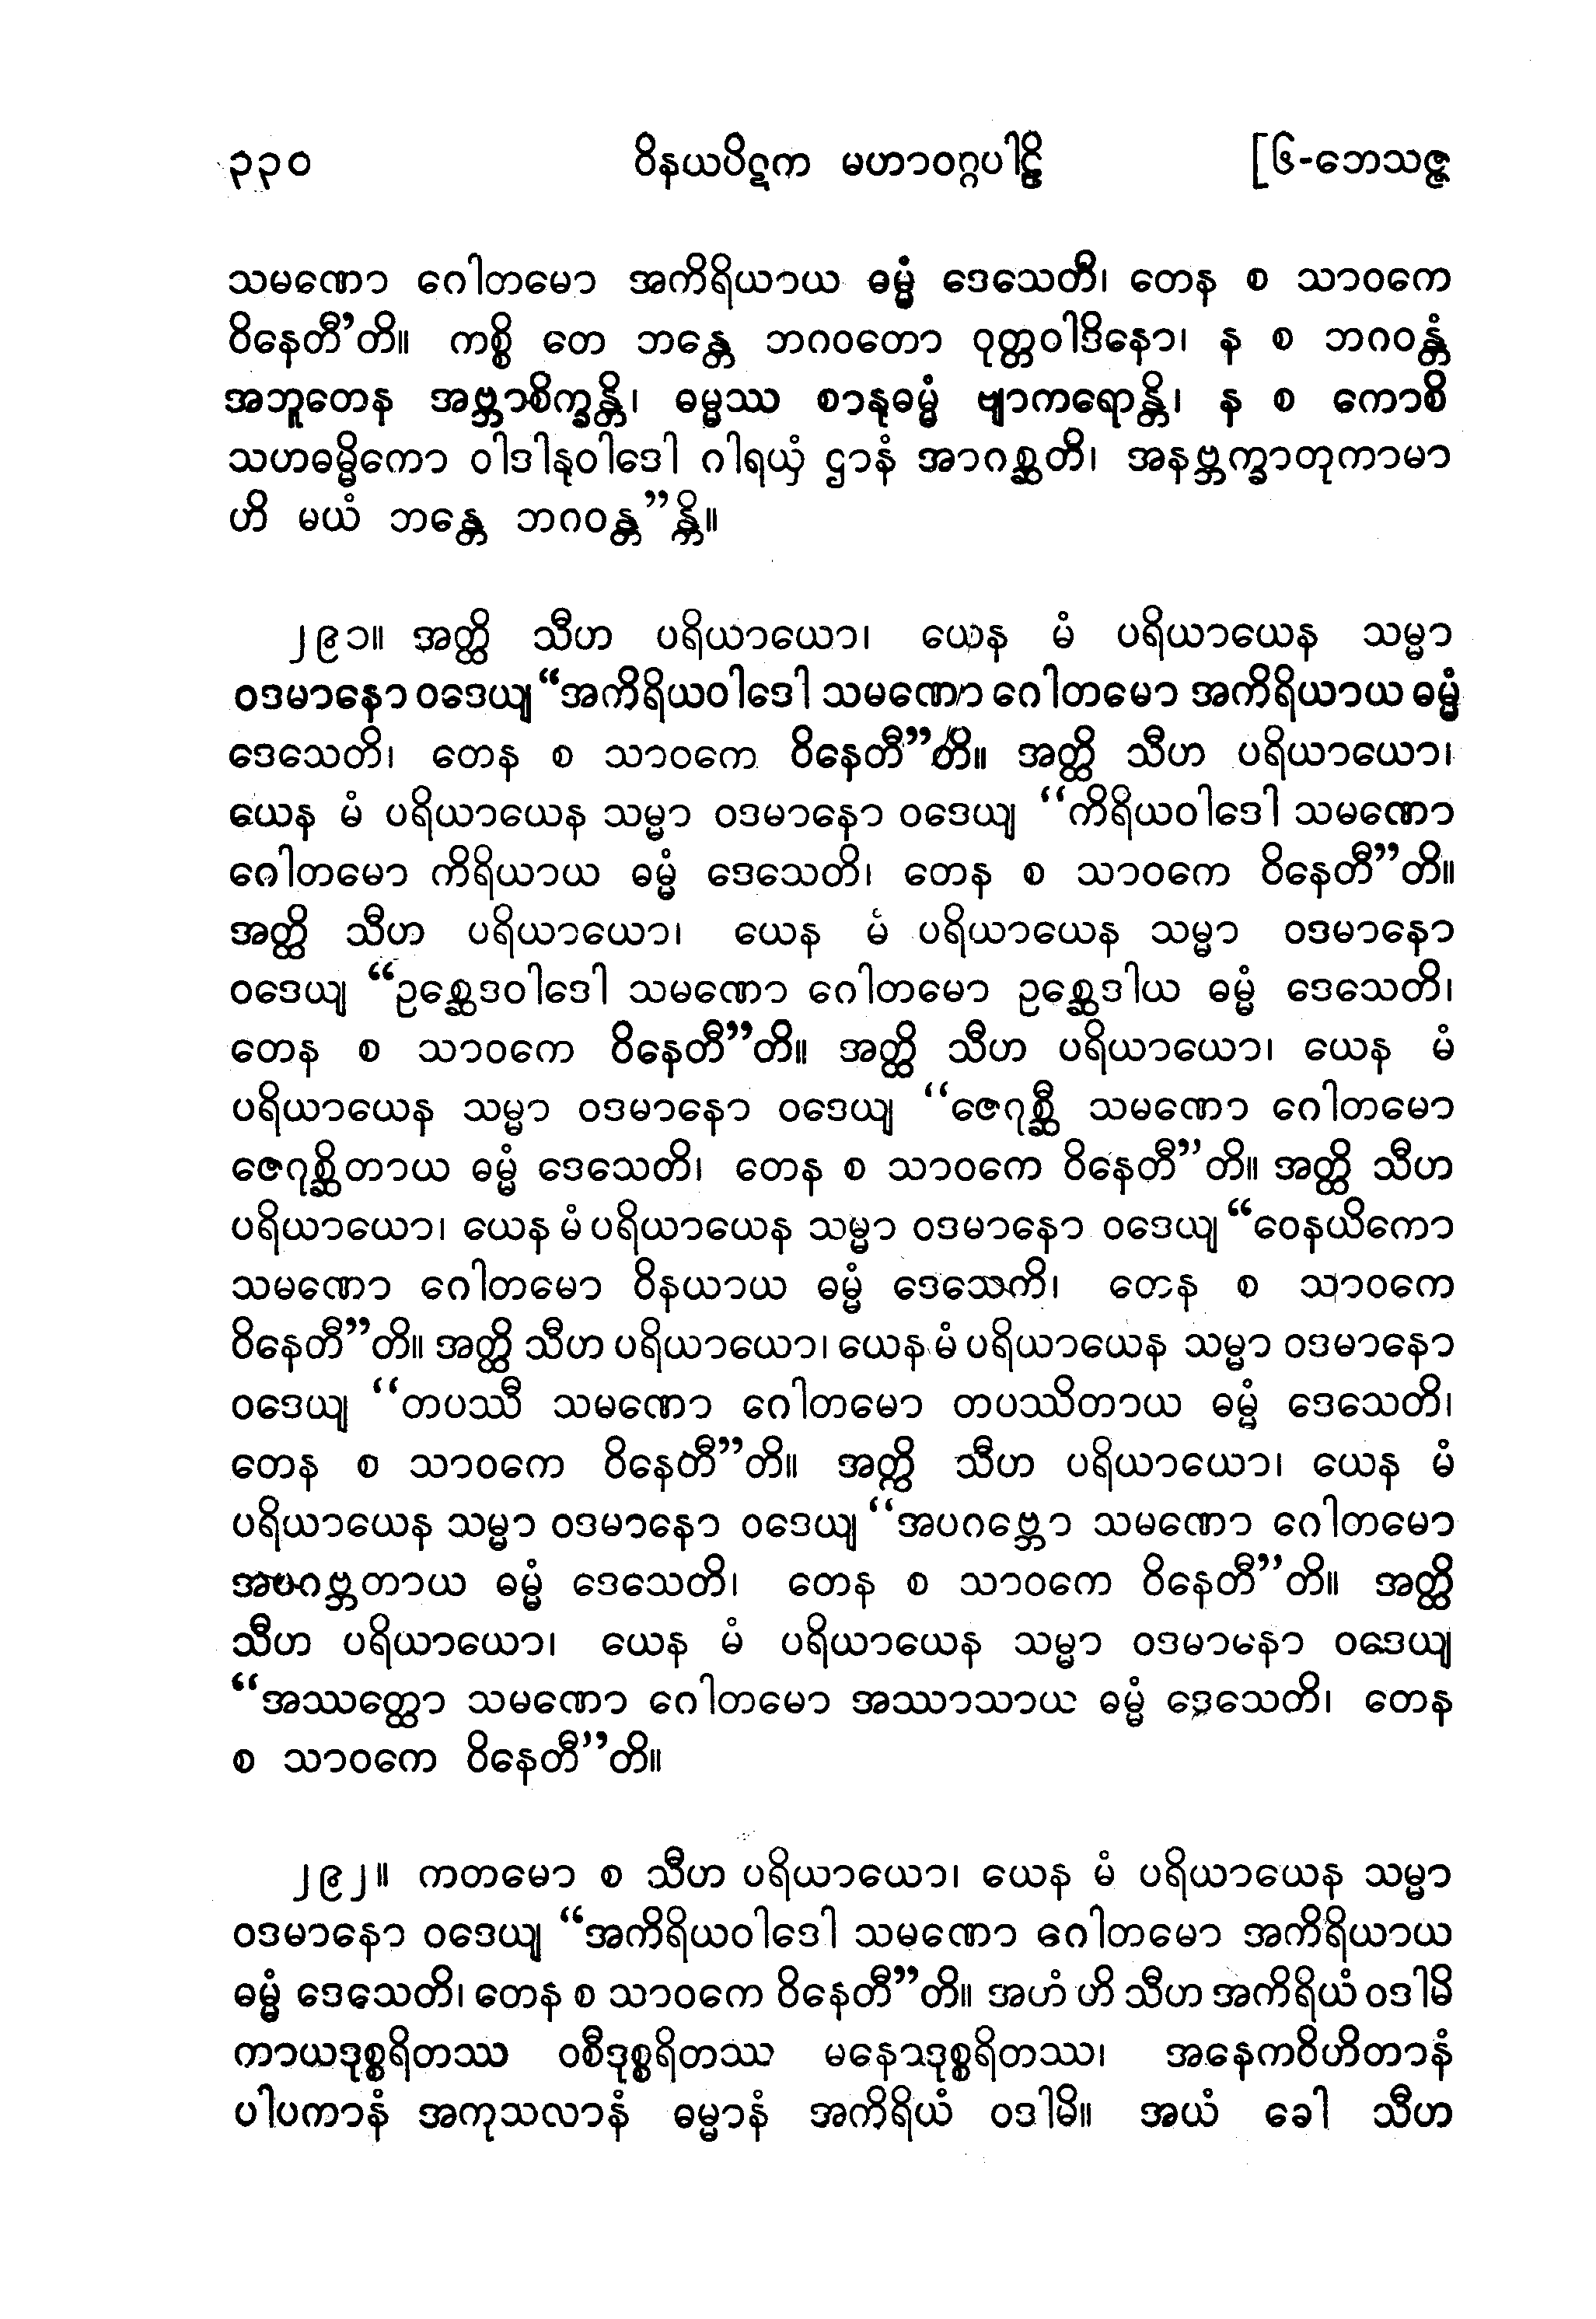 ၃၃၀ ဝိနယပိဋက မဟာဝဂ္ဂပါဠိ [၆-ဘေသဇ္ဇ
သမဏော ဂေါတမော အကိရိယာယ ဓမ္မံ ဒေသေတိ၊ တေန စ သာဝကေ
ဝိနေတီ’တိ။ ကစ္စိ တေ ဘန္တေ ဘဂဝတော ဝုတ္တဝါဒိနော၊ န စ ဘဂဝန္တံ
အဘူတေန အဗ္ဘာစိက္ခန္တိ၊ ဓမ္မဿ စာနုဓမ္မံ ဗျာကရောန္တိ၊ န စ ကောစိ
သဟဓမ္မိကော ဝါဒါနုဝါဒေါ ဂါရယှံ ဌာနံ အာဂစ္ဆတိ၊ အနဗ္ဘက္ခာတုကာမာ
ဟိ မယံ ဘန္တေ ဘဂဝန္တ”န္တိ။
၂၉၁။ အတ္ထိ သီဟ ပရိယာယော၊ ယေန မံ ပရိယာယေန သမ္မာ
ဝဒမာနော ဝဒေယျ “အကိရိယဝါဒေါ သမဏော ဂေါတမော အကိရိယာယ ဓမ္မံ
ဒေသေတိ၊ တေန စ သာဝကေ ဝိနေတီ”တိ။ အတ္ထိ သီဟ ပရိယာယော၊
ယေန မံ ပရိယာယေန သမ္မာ ဝဒမာနော ဝဒေယျ “ကိရိယဝါဒေါ သမဏော
ဂေါတမော ကိရိယာယ ဓမ္မံ ဒေသေတိ၊ တေန စ သာဝကေ ဝိနေတီ”တိ။
အတ္ထိ သီဟ ပရိယာယော၊ ယေန မံ ပရိယာယေန သမ္မာ ဝဒမာနော
ဝဒေယျ “ဥစ္ဆေဒဝါဒေါ သမဏော ဂေါတမော ဥစ္ဆေဒါယ ဓမ္မံ ဒေသေတိ၊
တေန စ သာဝကေ ဝိနေတီ”တိ။ အတ္ထိ သီဟ ပရိယာယော၊ ယေန မံ
ပရိယာယေန သမ္မာ ဝဒမာနော ဝဒေယျ “ဇေဂုစ္ဆီ သမဏော ဂေါတမော
ဇေဂုစ္ဆိတာယ ဓမ္မံ ဒေသေတိ၊ တေန စ သာဝကေ ဝိနေတီ”တိ။ အတ္ထိ သီဟ
ပရိယာယော၊ ယေန မံ ပရိယာယေန သမ္မာ ဝဒမာနော ဝဒေယျ “ဝေနယိကော
သမဏော ဂေါတမော ဝိနယာယ ဓမ္မံ ဒေသေတိ၊ တေန စ သာဝကေ
ဝိနေတီ”တိ။ အတ္ထိ သီဟ ပရိယာယော၊ ယေန မံ ပရိယာယေန သမ္မာ ဝဒမာနော
ဝဒေယျ “တပဿီ သမဏော ဂေါတမော တပဿိတာယ ဓမ္မံ ဒေသေတိ၊
တေန စ သာဝကေ ဝိနေတီ”တိ။ အတ္ထိ သီဟ ပရိယာယော၊ ယေန မံ
ပရိယာယေန သမ္မာ ဝဒမာနော ဝဒေယျ “အပဂဗ္ဘော သမဏော ဂေါတမော
အပဂဗ္ဘတာယ ဓမ္မံ ဒေသေတိ၊ တေန စ သာဝကေ ဝိနေတီ”တိ။ အတ္ထိ
သီဟ ပရိယာယော၊ ယေန မံ ပရိယာယေန သမ္မာ ဝဒမာနော ဝဒေယျ
“အဿတ္ထော သမဏော ဂေါတမော အဿာသာယ ဓမ္မံ ဒေသေတိ၊ တေန
စ သာဝကေ ဝိနေတီ”တိ။
၂၉၂။ ကတမော စ သီဟ ပရိယာယော၊ ယေန မံ ပရိယာယေန သမ္မာ
ဝဒမာနော ဝဒေယျ “အကိရိယဝါဒေါ သမဏော ဂေါတမော အကိရိယာယ
ဓမ္မံ ဒေသေတိ၊ တေန စ သာဝကေ ဝိနေတီ”တိ။ အဟံ ဟိ သီဟ အကိရိယံ ဝဒါမိ
ကာယဒုစ္စရိတဿ ဝစီဒုစ္စရိတဿ မနောဒုစ္စရိတဿ၊ အနေကဝိဟိတာနံ
ပါပကာနံ အကုသလာနံ ဓမ္မာနံ အကိရိယံ ဝဒါမိ။ အယံ ခေါ သီဟ